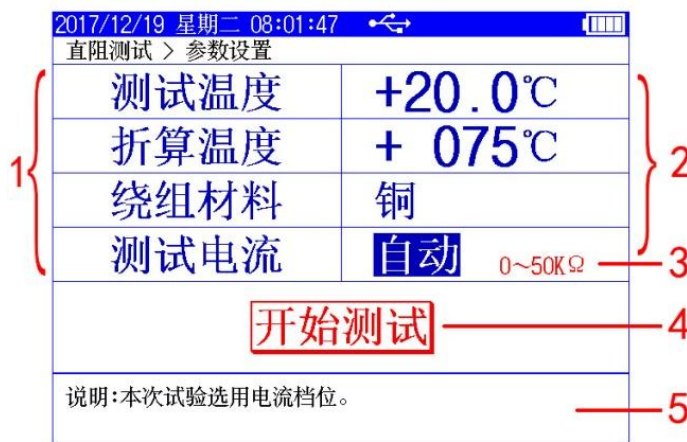 2017/12/19 星期二 08:01:47
直阻测试 > 参数设置
测试温度 +20.0℃
折算温度 + 075℃
绕组材料 铜
测试电流 自动 0~50KΩ
开始测试
说明:本次试验选用电流档位。
1
2
3
4
5